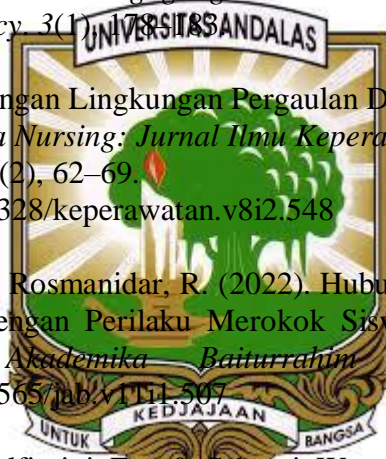 cy. 3(1), 178–183.
UNIVERSITAS ANDALAS
ngan Lingkungan Pergaulan D
a Nursing: Jurnal Ilmu Kepera
(2), 62–69.
328/keperawatan.v8i2.548
Rosmanidar, R. (2022). Hubu
engan Perilaku Merokok Sisw
Akademika Baiturrahim
565/jab.v11i1.507
UNTUK KEDJAJAAN BANGSA